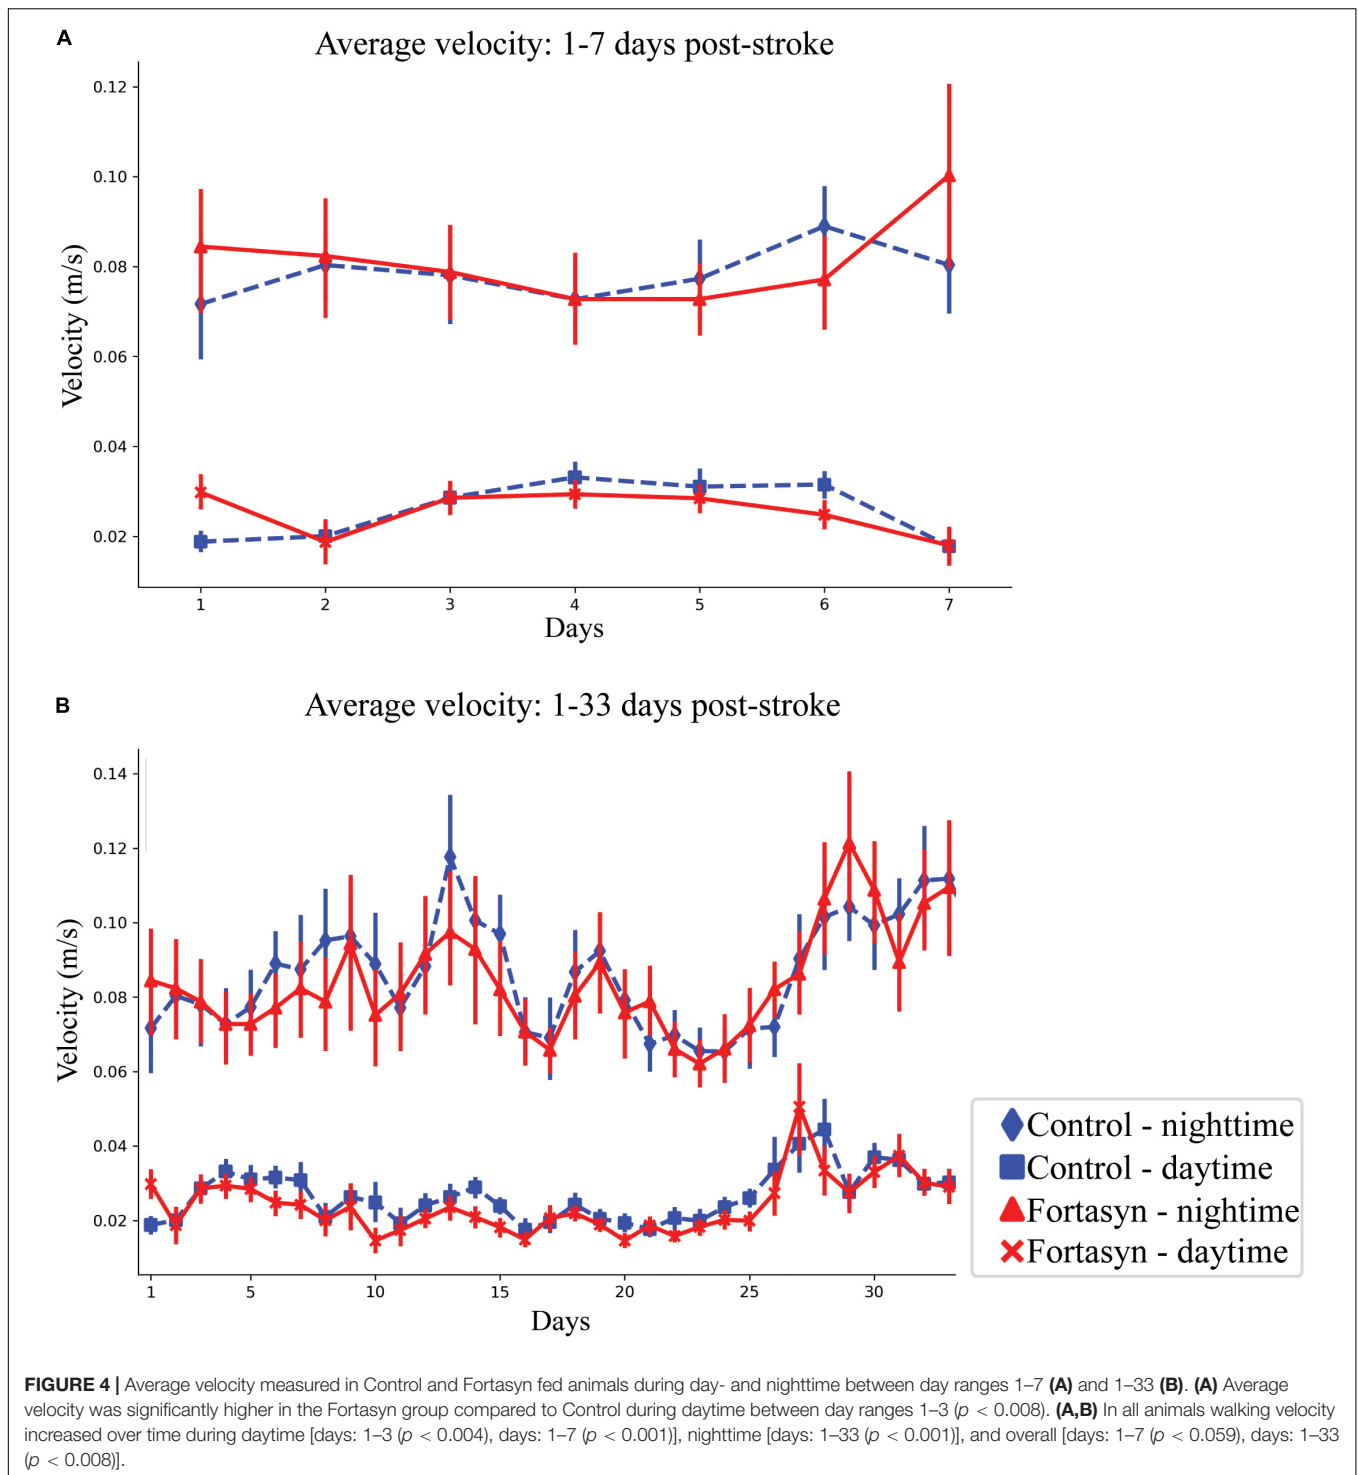 A
Average velocity: 1-7 days post-stroke
0.12
0.10
0.08
0.06
0.04
0.02
Velocity (m/s)
1 2 3 4 5 6 7
Days
B
Average velocity: 1-33 days post-stroke
0.14
0.12
0.10
0.08
0.06
0.04
0.02
Velocity (m/s)
1 5 10 15 20 25 30
Days
Control - nighttime
Control - daytime
Fortasyn - nightime
Fortasyn - daytime
FIGURE 4 | Average velocity measured in Control and Fortasyn fed animals during day- and nighttime between day ranges 1–7 (A) and 1–33 (B). (A) Average
velocity was significantly higher in the Fortasyn group compared to Control during daytime between day ranges 1–3 (p < 0.008). (A,B) In all animals walking velocity
increased over time during daytime [days: 1–3 (p < 0.004), days: 1–7 (p < 0.001)], nighttime [days: 1–33 (p < 0.001)], and overall [days: 1–7 (p < 0.059), days: 1–33
(p < 0.008)].